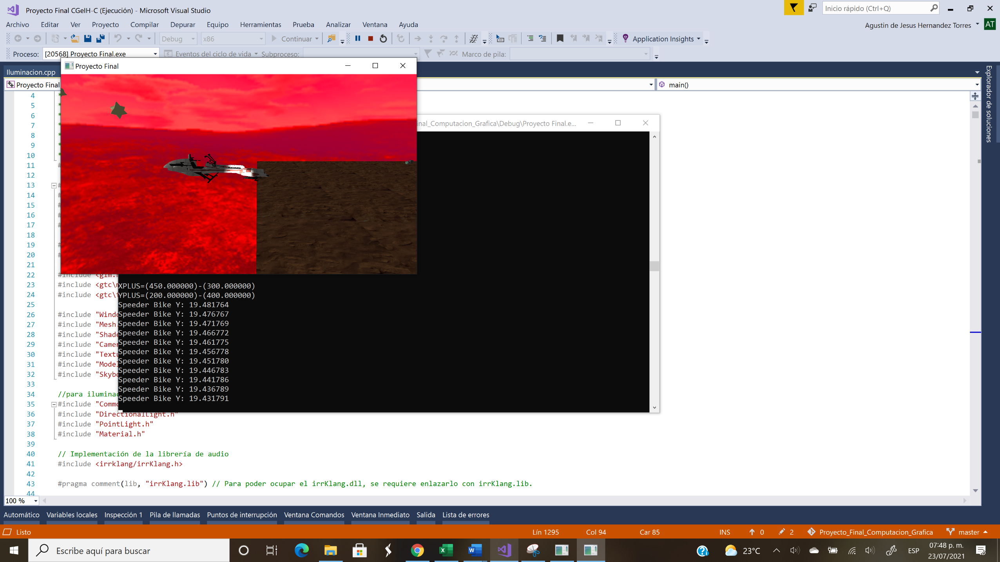 Proyecto Final CGeIH-C (Ejecución) - Microsoft Visual Studio
Inicio rápido (Ctrl+Q)
Archivo Editar Ver Proyecto Compilar Depurar Equipo Herramientas Prueba Analizar Ventana Ayuda
Agustin de Jesus Hernandez Torres AT
Debug x86 Continuar Application Insights
Proceso: [20568] Proyecto Final.exe Eventos del ciclo de vida Subproceso: Marco de pila:
Proyecto Final
Iluminacion.cpp
Proyecto Final main()
Explorador de soluciones
inal_Computacion_Grafica\Debug\Proyecto Final.e...
4 *
5 *
6 *
7 *
8 *
9 *
10 *
11 #
12
13 #
14 #
15 #
16 #
17 #
18
19 #
20 #
21
22 #include <glm.h
23 #include <gtc\m
24 #include <gtc\t
25
26 #include "Windo
27 #include "Mesh.
28 #include "Shade
29 #include "Camer
30 #include "Textu
31 #include "Model
32 #include "Skybo
33
34 //para iluminac
35 #include "Commo
36 #include "DirectionalLight.h"
37 #include "PointLight.h"
38 #include "Material.h"
39
40 // Implementación de la librería de audio
41 #include <irrklang/irrKlang.h>
42
43 #pragma comment(lib, "irrKlang.lib") // Para poder ocupar el irrKlang.dll, se requiere enlazarlo con irrKlang.lib.
44
XPLUS=(450.000000)-(300.000000)
YPLUS=(200.000000)-(400.000000)
Speeder Bike Y: 19.481764
Speeder Bike Y: 19.476767
Speeder Bike Y: 19.471769
Speeder Bike Y: 19.466772
Speeder Bike Y: 19.461775
Speeder Bike Y: 19.456778
Speeder Bike Y: 19.451780
Speeder Bike Y: 19.446783
Speeder Bike Y: 19.441786
Speeder Bike Y: 19.436789
Speeder Bike Y: 19.431791
100 %
Automático Variables locales Inspección 1 Pila de llamadas Puntos de interrupción Ventana Comandos Ventana Inmediato Salida Lista de errores
Listo Lín 1295 Col 94 Car 85 INS 0 2 Proyecto_Final_Computacion_Grafica master
Escribe aquí para buscar
23°C ESP 07:48 p. m.
23/07/2021